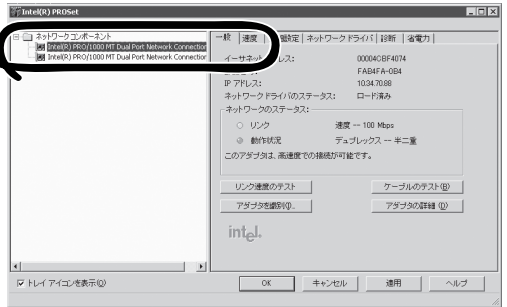 Intel(R) PROSet
ネットワークコンポーネント
Intel(R) PRO/1000 MT Dual Port Network Connection
Intel(R) PRO/1000 MT Dual Port Network Connection
一般 速度 設定 ネットワークドライバ 診断 省電力
イーサネット レス: 00004CBF4074
FAB4FA-0B4
IP アドレス: 10.34.70.88
ネットワークドライバのステータス: ロード済み
ネットワークのステータス:
リンク 速度 -- 100 Mbps
動作状況 デュプレックス -- 半二重
このアダプタは、高速度での接続が可能です。
リンク速度のテスト ケーブルのテスト(B)
アダプタを識別(I)... アダプタの詳細 (D)
intel.
トレイ アイコンを表示(Q)
OK キャンセル 適用 ヘルプ